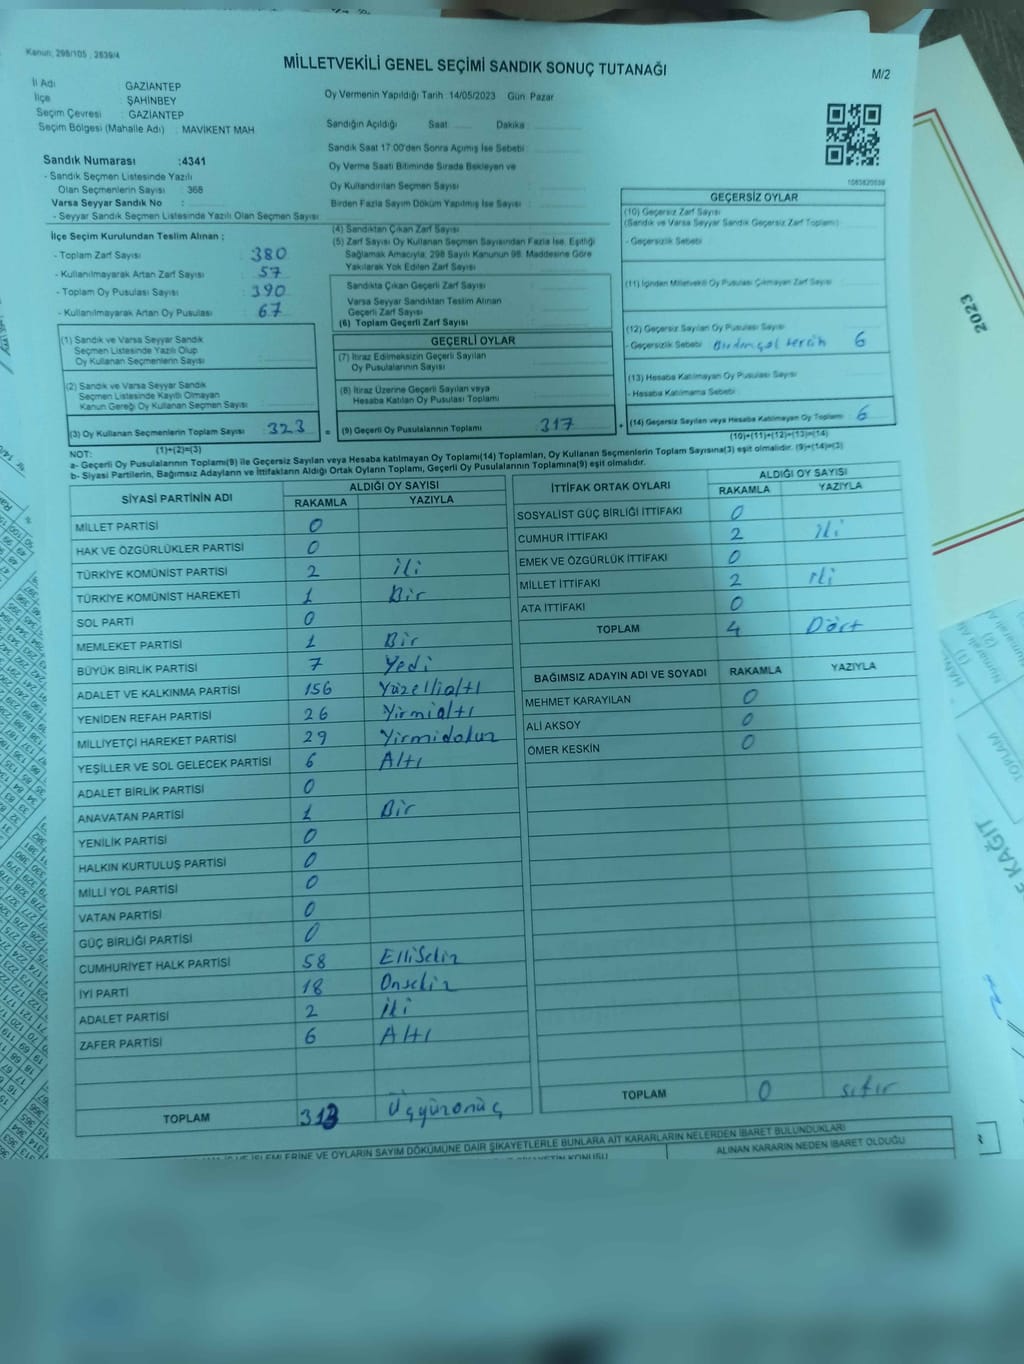 Kanun: 298/105 ; 2839/4
MİLLETVEKİLİ GENEL SEÇİMİ SANDIK SONUÇ TUTANAĞI
M/2
İl Adı : GAZİANTEP
İlçe : ŞAHİNBEY
Seçim Çevresi : GAZİANTEP
Seçim Bölgesi (Mahalle Adı) : MAVİKENT MAH
Oy Vermenin Yapıldığı Tarih :14/05/2023 Gün: Pazar
Sandığın Açıldığı Saat: Dakika :
Sandık Saat 17:00'den Sonra Açımış İse Sebebi :
Oy Verme Saati Bitiminde Sırada Bekleyen ve
Oy Kullandırılan Seçmen Sayısı :
Birden Fazla Sayım Döküm Yapılmış İse Sayısı :
Sandık Numarası :4341
- Sandık Seçmen Listesinde Yazılı
Olan Seçmenlerin Sayısı : 368
Varsa Seyyar Sandık No :
- Seyyar Sandık Seçmen Listesinde Yazılı Olan Seçmen Sayısı :
İlçe Seçim Kurulundan Teslim Alınan :
- Toplam Zarf Sayısı : 380
- Kullanılmayarak Artan Zarf Sayısı : 57
- Toplam Oy Pusulası Sayısı : 390
- Kullanılmayarak Artan Oy Pusulası : 67
(1) Sandık ve Varsa Seyyar Sandık
Seçmen Listesinde Yazılı Olup
Oy Kullanan Seçmenlerin Sayısı :
(2) Sandık ve Varsa Seyyar Sandık
Seçmen Listesinde Kayıtlı Olmayan
Kanun Gereği Oy Kullanan Seçmen Sayısı :
(3) Oy Kullanan Seçmenlerin Toplam Sayısı : 323
(1)+(2)=(3)
(4) Sandıktan Çıkan Zarf Sayısı :
(5) Zarf Sayısı Oy Kullanan Seçmen Sayısından Fazla İse, Eşitliği
Sağlamak Amacıyla; 298 Sayılı Kanunun 98. Maddesine Göre
Yakılarak Yok Edilen Zarf Sayısı :
Sandıkta Çıkan Geçerli Zarf Sayısı :
Varsa Seyyar Sandıktan Teslim Alınan
Geçerli Zarf Sayısı :
(6) Toplam Geçerli Zarf Sayısı :
GEÇERLİ OYLAR
(7) İtiraz Edilmeksizin Geçerli Sayılan
Oy Pusulalarının Sayısı :
(8) İtiraz Üzerine Geçerli Sayılan veya
Hesaba Katılan Oy Pusulası Toplamı :
(9) Geçerli Oy Pusulalarının Toplamı : 317
GEÇERSİZ OYLAR
(10) Geçersiz Zarf Sayısı
(Sandık ve Varsa Seyyar Sandık Geçersiz Zarf Toplamı) :
- Geçersizlik Sebebi :
(11) İçinden Milletvekili Oy Pusulası Çıkmayan Zarf Sayısı :
(12) Geçersiz Sayılan Oy Pusulası Sayısı :
- Geçersizlik Sebebi : Birden çok tercih 6
(13) Hesaba Katılmayan Oy Pusulası Sayısı :
- Hesaba Katılmama Sebebi :
(14) Geçersiz Sayılan veya Hesaba Katılmayan Oy Toplamı : 6
(10)+(11)+(12)+(13)=(14)
NOT:
a- Geçerli Oy Pusulalarının Toplamı(9) ile Geçersiz Sayılan veya Hesaba katılmayan Oy Toplamı(14) Toplamları, Oy Kullanan Seçmenlerin Toplam Sayısına(3) eşit olmalıdır. (9)+(14)=(3)
b- Siyasi Partilerin, Bağımsız Adayların ve İttifakların Aldığı Ortak Oyların Toplamı, Geçerli Oy Pusulalarının Toplamına(9) eşit olmalıdır.
SİYASİ PARTİNİN ADI ALDIĞI OY SAYISI
RAKAMLA YAZIYLA
MİLLET PARTİSİ 0
HAK VE ÖZGÜRLÜKLER PARTİSİ 0
TÜRKİYE KOMÜNİST PARTİSİ 2 iki
TÜRKİYE KOMÜNİST HAREKETİ 1 Bir
SOL PARTİ 0
MEMLEKET PARTİSİ 1 Bir
BÜYÜK BİRLİK PARTİSİ 7 Yedi
ADALET VE KALKINMA PARTİSİ 156 Yüzellialtı
YENİDEN REFAH PARTİSİ 26 Yirmialtı
MİLLİYETÇİ HAREKET PARTİSİ 29 Yirmidokuz
YEŞİLLER VE SOL GELECEK PARTİSİ 6 Altı
ADALET BİRLİK PARTİSİ 0
ANAVATAN PARTİSİ 1 Bir
YENİLİK PARTİSİ 0
HALKIN KURTULUŞ PARTİSİ 0
MİLLİ YOL PARTİSİ 0
VATAN PARTİSİ 0
GÜÇ BİRLİĞİ PARTİSİ 0
CUMHURİYET HALK PARTİSİ 58 ElliSekiz
İYİ PARTİ 18 Onsekiz
ADALET PARTİSİ 2 iki
ZAFER PARTİSİ 6 Altı
TOPLAM 313 Üçyüzonüç
İTTİFAK ORTAK OYLARI ALDIĞI OY SAYISI
RAKAMLA YAZIYLA
SOSYALİST GÜÇ BİRLİĞİ İTTİFAKI 0
CUMHUR İTTİFAKI 2 iki
EMEK VE ÖZGÜRLÜK İTTİFAKI 0
MİLLET İTTİFAKI 2 iki
ATA İTTİFAKI 0
TOPLAM 4 Dört
BAĞIMSIZ ADAYIN ADI VE SOYADI RAKAMLA YAZIYLA
MEHMET KARAYILAN 0
ALİ AKSOY 0
ÖMER KESKİN 0
TOPLAM 0 sıfır
İŞLEMLERİNE VE OYLARIN SAYIM DÖKÜMÜNE DAİR ŞİKAYETLERLE BUNLARA AİT KARARLARIN NELERDEN İBARET BULUNDUKLARI
ALINAN KARARIN NEDEN İBARET OLDUĞU
2023
TOPLAM
KAĞIT